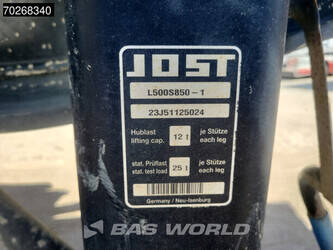 70268340
JOST
L500S850-1
23J51125024
Hublast 12 t je Stütze
lifting cap. each leg
stat. Prüflast 25 t je Stütze
stat. test load each leg
Germany / Neu-Isenburg
BAS WORLD